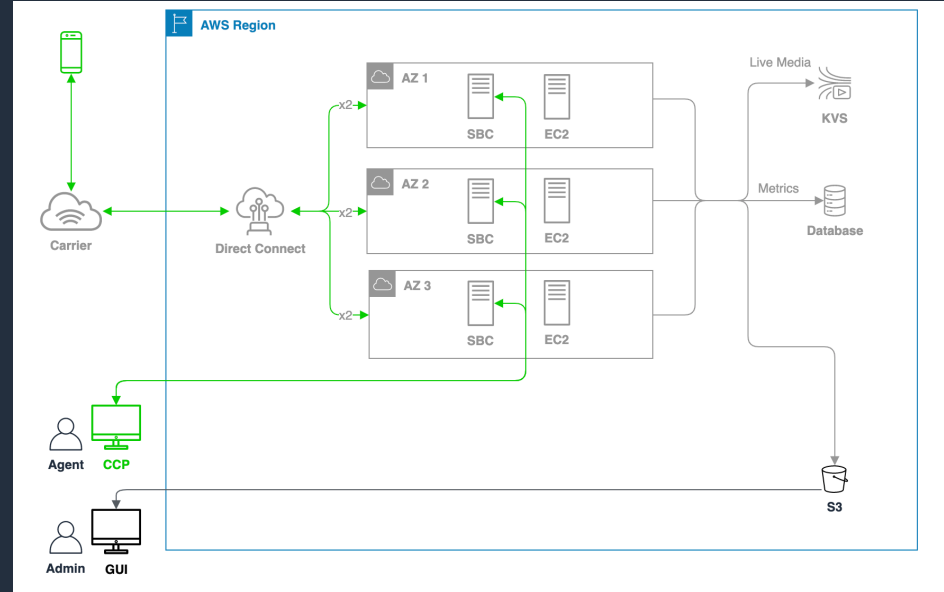 AWS Region
AZ 1
x2
SBC
EC2
Live Media
KVS
AZ 2
x2
SBC
EC2
Metrics
Database
Carrier
Direct Connect
AZ 3
x2
SBC
EC2
Agent
CCP
S3
Admin
GUI